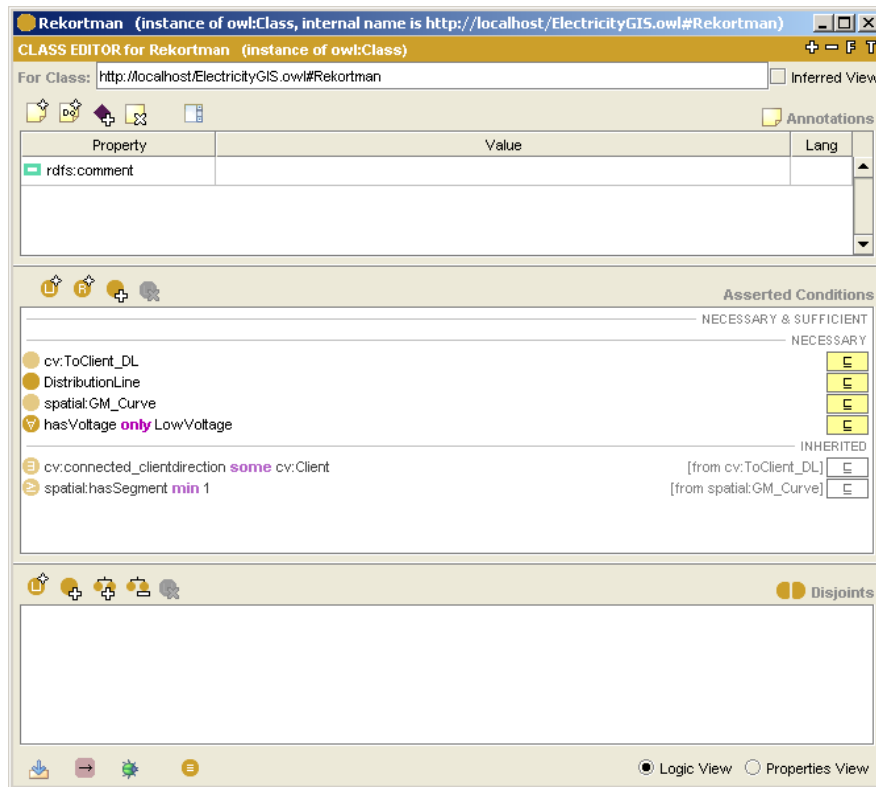 Rekortman (instance of owl:Class, internal name is http://localhost/ElectricityGIS.owl#Rekortman)
CLASS EDITOR for Rekortman (instance of owl:Class)
F T
For Class: http://localhost/ElectricityGIS.owl#Rekortman
Inferred View
Annotations
Property Value Lang
rdfs:comment
Asserted Conditions
NECESSARY & SUFFICIENT
NECESSARY
cv:ToClient_DL ⊑
DistributionLine ⊑
spatial:GM_Curve ⊑
∀ hasVoltage only LowVoltage ⊑
INHERITED
∃ cv:connected_clientdirection some cv:Client [from cv:ToClient_DL] ⊑
≥ spatial:hasSegment min 1 [from spatial:GM_Curve] ⊑
Disjoints
Logic View Properties View